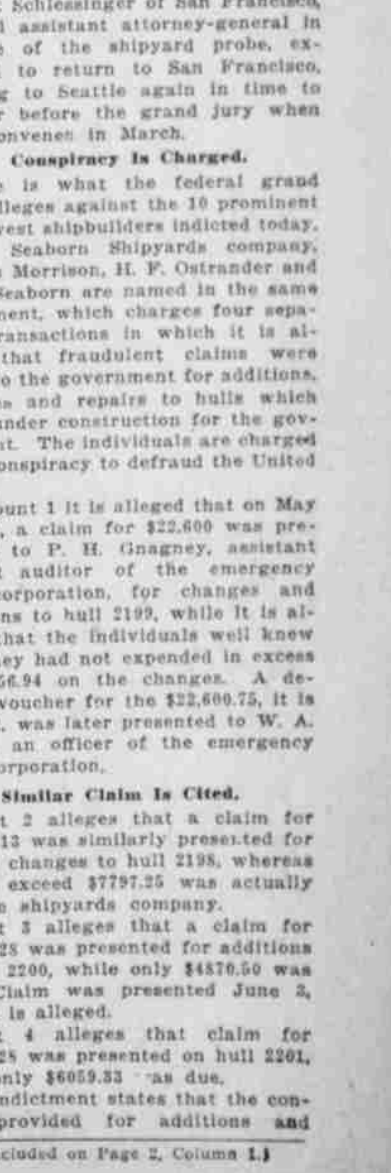 Schlessinger of San Francisco,
assistant attorney-general in
of the shipyard probe, ex-
to return to San Francisco,
to Seattle again in time to
before the grand jury when
convenes in March.
Conspiracy Is Charged.
is what the federal grand
alleges against the 10 prominent
west shipbuilders indicted today.
Seaborn Shipyards company,
Morrison, H. F. Ostrander and
Seaborn are named in the same
ment, which charges four sepa-
transactions in which it is al-
that fraudulent claims were
to the government for additions,
and repairs to hulls which
under construction for the gov-
The individuals are charged
conspiracy to defraud the United
ount 1 it is alleged that on May
a claim for $22,600 was pre-
to P. H. Gnagney, assistant
auditor of the emergency
corporation, for changes and
ns to hull 2199, while it is al-
that the individuals well knew
ey had not expended in excess
56.94 on the changes. A de-
voucher for the $22,600.75, it is
was later presented to W. A.
an officer of the emergency
orporation.
Similar Claim Is Cited.
t 2 alleges that a claim for
13 was similarly presented for
changes to hull 2198, whereas
exceed $7797.25 was actually
shipyards company.
t 3 alleges that a claim for
28 was presented for additions
2200, while only $4870.50 was
Claim was presented June 3,
is alleged.
4 alleges that claim for
28 was presented on hull 2201,
only $6059.33 as due.
indictment states that the con-
provided for additions and
cluded on Page 2, Column 1.)